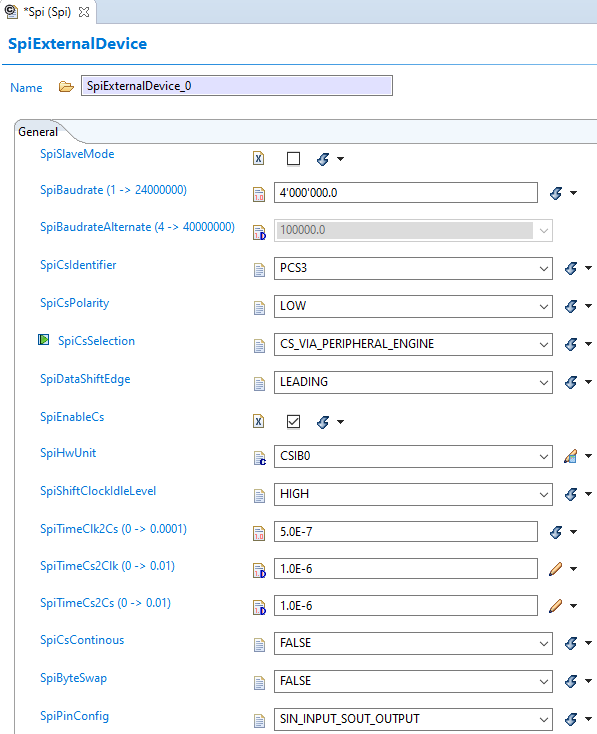 *Spi (Spi)
SpiExternalDevice
Name SpiExternalDevice_0
General
SpiSlaveMode
SpiBaudrate (1 -> 24000000) 4'000'000.0
SpiBaudrateAlternate (4 -> 40000000) 100000.0
SpiCsIdentifier PCS3
SpiCsPolarity LOW
SpiCsSelection CS_VIA_PERIPHERAL_ENGINE
SpiDataShiftEdge LEADING
SpiEnableCs
SpiHwUnit CSIB0
SpiShiftClockIdleLevel HIGH
SpiTimeClk2Cs (0 -> 0.0001) 5.0E-7
SpiTimeCs2Clk (0 -> 0.01) 1.0E-6
SpiTimeCs2Cs (0 -> 0.01) 1.0E-6
SpiCsContinous FALSE
SpiByteSwap FALSE
SpiPinConfig SIN_INPUT_SOUT_OUTPUT